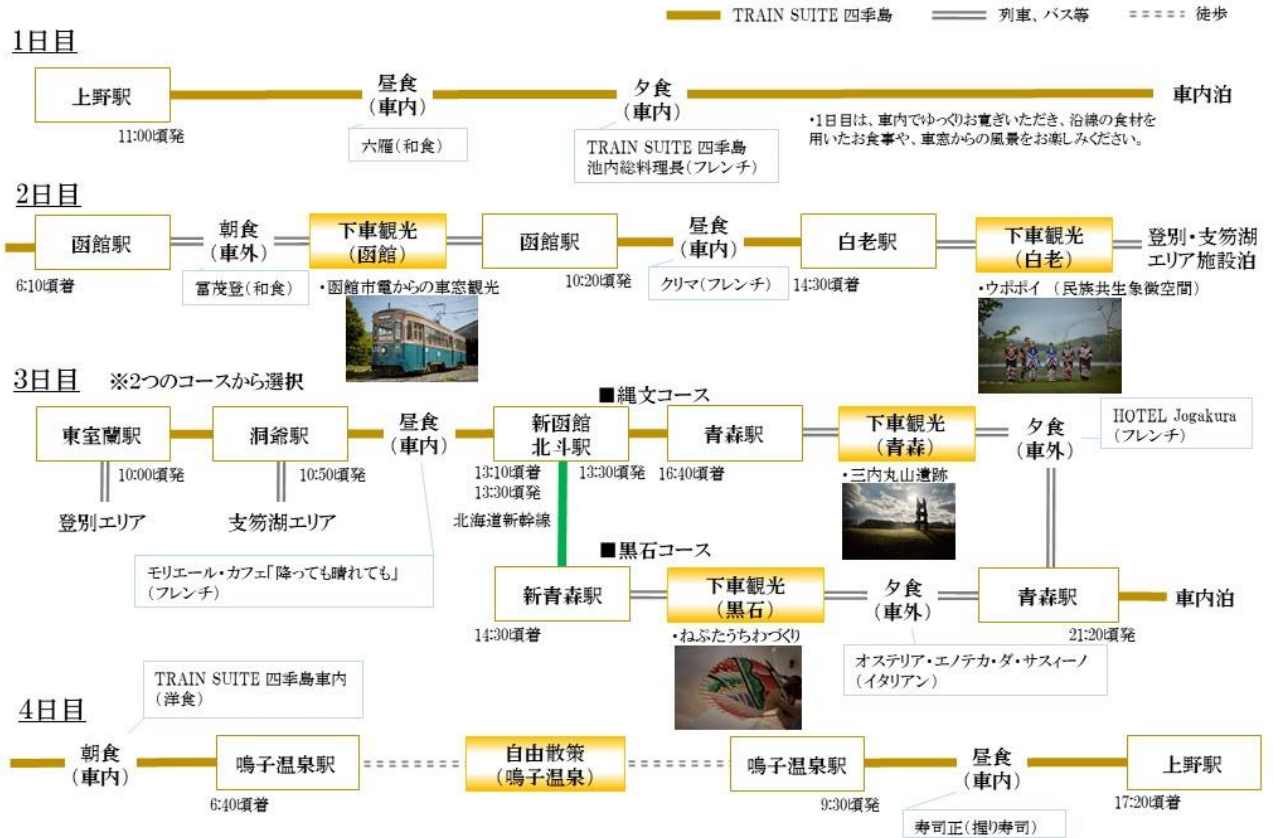 TRAIN SUITE 四季島
列車、バス等
徒歩
1日目
上野駅
11:00頃発
昼食
(車内)
六雁(和食)
夕食
(車内)
TRAIN SUITE 四季島
池内総料理長(フレンチ)
車内泊
・1日目は、車内でゆっくりお寛ぎいただき、沿線の食材を
用いたお食事や、車窓からの風景をお楽しみください。
2日目
函館駅
6:10頃着
朝食
(車外)
冨茂登(和食)
下車観光
(函館)
・函館市電からの車窓観光
函館駅
10:20頃発
昼食
(車内)
クリマ(フレンチ)
白老駅
14:30頃着
下車観光
(白老)
・ウポポイ (民族共生象徴空間)
登別・支笏湖
エリア施設泊
3日目 ※2つのコースから選択
東室蘭駅
10:00頃発
登別エリア
洞爺駅
10:50頃発
支笏湖エリア
昼食
(車内)
モリエール・カフェ「降っても晴れても」
(フレンチ)
新函館
北斗駅
13:10頃着
13:30頃発
13:30頃発
北海道新幹線
■縄文コース
青森駅
16:40頃着
下車観光
(青森)
・三内丸山遺跡
夕食
(車外)
HOTEL Jogakura
(フレンチ)
■黒石コース
新青森駅
14:30頃着
下車観光
(黒石)
・ねぷたうちわづくり
夕食
(車外)
オステリア・エノテカ・ダ・サスィーノ
(イタリアン)
青森駅
21:20頃発
車内泊
4日目
TRAIN SUITE 四季島車内
(洋食)
朝食
(車内)
鳴子温泉駅
6:40頃着
自由散策
(鳴子温泉)
鳴子温泉駅
9:30頃発
昼食
(車内)
寿司正(握り寿司)
上野駅
17:20頃着